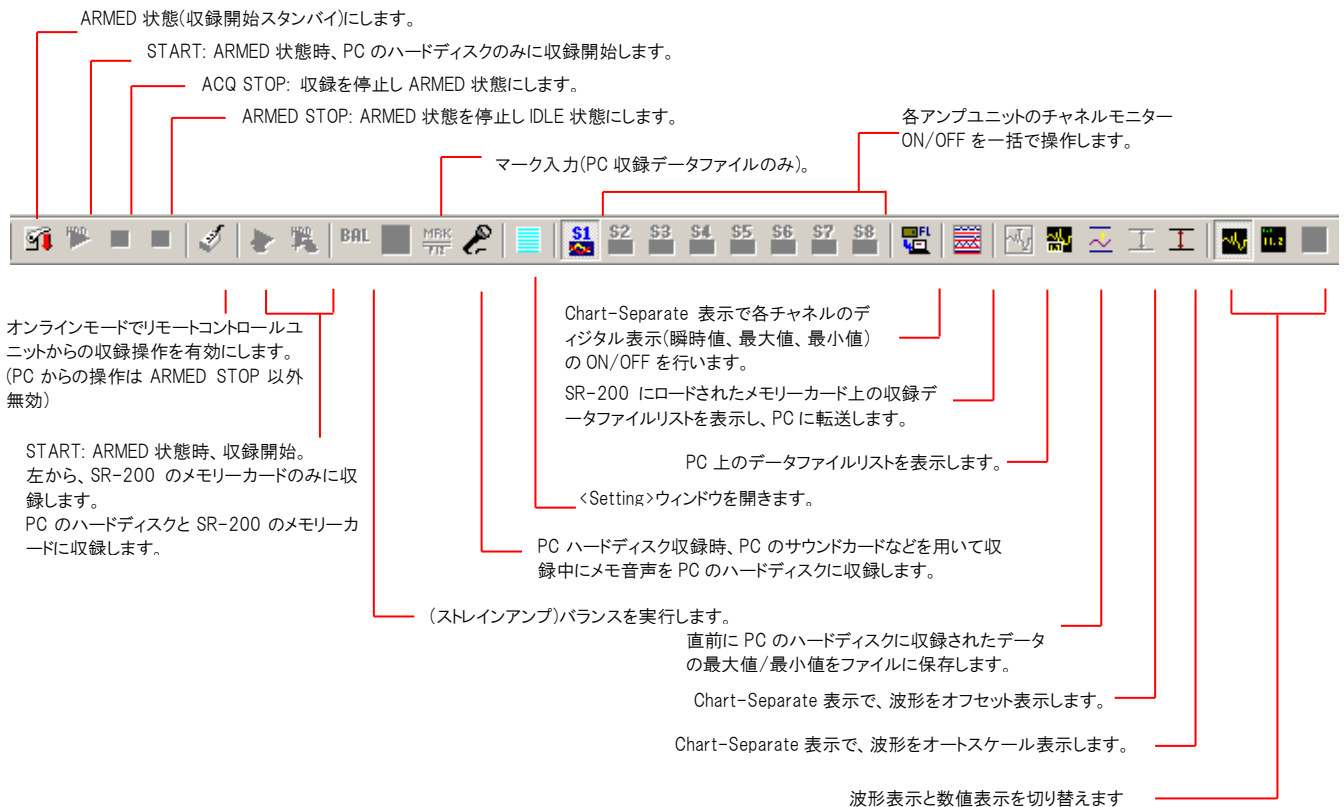 ARMED 状態(収録開始スタンバイ)にします。
START: ARMED 状態時、PC のハードディスクのみに収録開始します。
ACQ STOP: 収録を停止し ARMED 状態にします。
ARMED STOP: ARMED 状態を停止し IDLE 状態にします。
各アンプユニットのチャネルモニター
ON/OFF を一括で操作します。
マーク入力(PC 収録データファイルのみ)。
BAL
MRK
S1 S2 S3 S4 S5 S6 S7 S8
FL
オンラインモードでリモートコントロールユ
ニットからの収録操作を有効にします。
(PC からの操作は ARMED STOP 以外
無効)
Chart-Separate 表示で各チャネルのデ
ィジタル表示(瞬時値、最大値、最小値)
の ON/OFF を行います。
SR-200 にロードされたメモリーカード上の収録デ
ータファイルリストを表示し、PC に転送します。
START: ARMED 状態時、収録開始。
左から、SR-200 のメモリーカードのみに収
録します。
PC のハードディスクと SR-200 のメモリーカ
ードに収録します。
PC 上のデータファイルリストを表示します。
<Setting>ウィンドウを開きます。
PC ハードディスク収録時、PC のサウンドカードなどを用いて収
録中にメモ音声を PC のハードディスクに収録します。
(ストレインアンプ)バランスを実行します。
直前に PC のハードディスクに収録されたデータ
の最大値/最小値をファイルに保存します。
Chart-Separate 表示で、波形をオフセット表示します。
Chart-Separate 表示で、波形をオートスケール表示します。
波形表示と数値表示を切り替えます